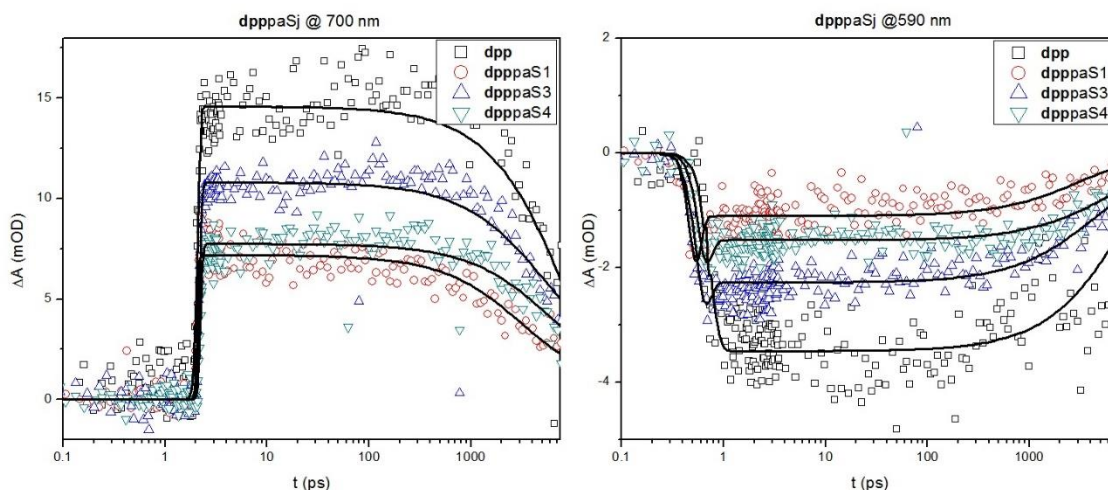 dpppaSj @ 700 nm
dpp
dpppaS1
dpppaS3
dpppaS4
15
10
5
0
ΔA (mOD)
0.1
1
10
100
1000
t (ps)
dpppaSj @590 nm
dpp
dpppaS1
dpppaS3
dpppaS4
2
0
-2
-4
ΔA (mOD)
0.1
1
10
100
1000
t (ps)